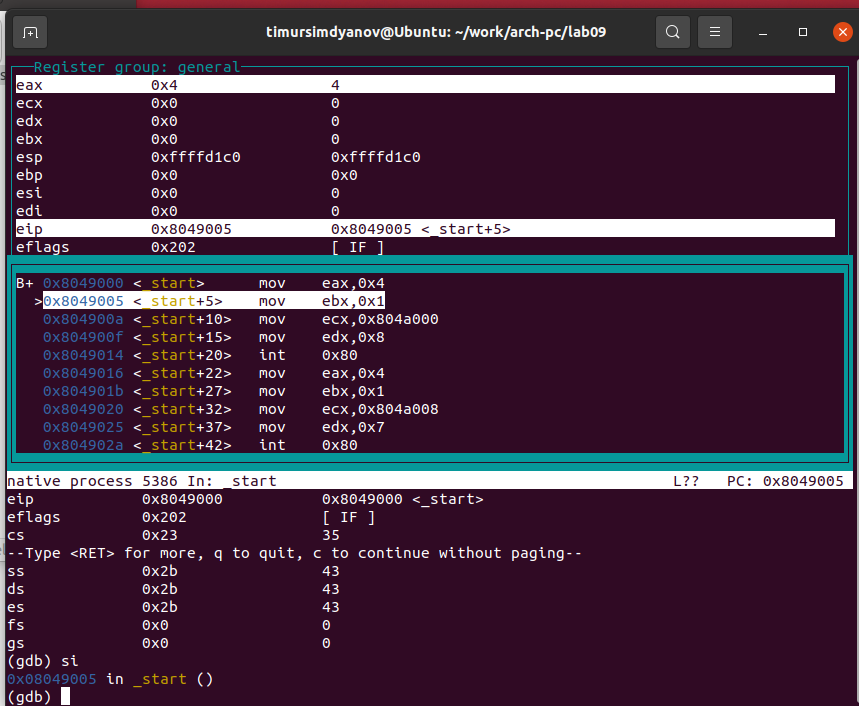 timursimdyanov@Ubuntu: ~/work/arch-pc/lab09
Register group: general
eax 0x4 4
ecx 0x0 0
edx 0x0 0
ebx 0x0 0
esp 0xffffd1c0 0xffffd1c0
ebp 0x0 0x0
esi 0x0 0
edi 0x0 0
eip 0x8049005 0x8049005 <_start+5>
eflags 0x202 [ IF ]
B+ 0x8049000 <_start> mov eax,0x4
>0x8049005 <_start+5> mov ebx,0x1
0x804900a <_start+10> mov ecx,0x804a000
0x804900f <_start+15> mov edx,0x8
0x8049014 <_start+20> int 0x80
0x8049016 <_start+22> mov eax,0x4
0x804901b <_start+27> mov ebx,0x1
0x8049020 <_start+32> mov ecx,0x804a008
0x8049025 <_start+37> mov edx,0x7
0x804902a <_start+42> int 0x80
native process 5386 In: _start L?? PC: 0x8049005
eip 0x8049000 0x8049000 <_start>
eflags 0x202 [ IF ]
cs 0x23 35
--Type <RET> for more, q to quit, c to continue without paging--
ss 0x2b 43
ds 0x2b 43
es 0x2b 43
fs 0x0 0
gs 0x0 0
(gdb) si
0x08049005 in _start ()
(gdb)